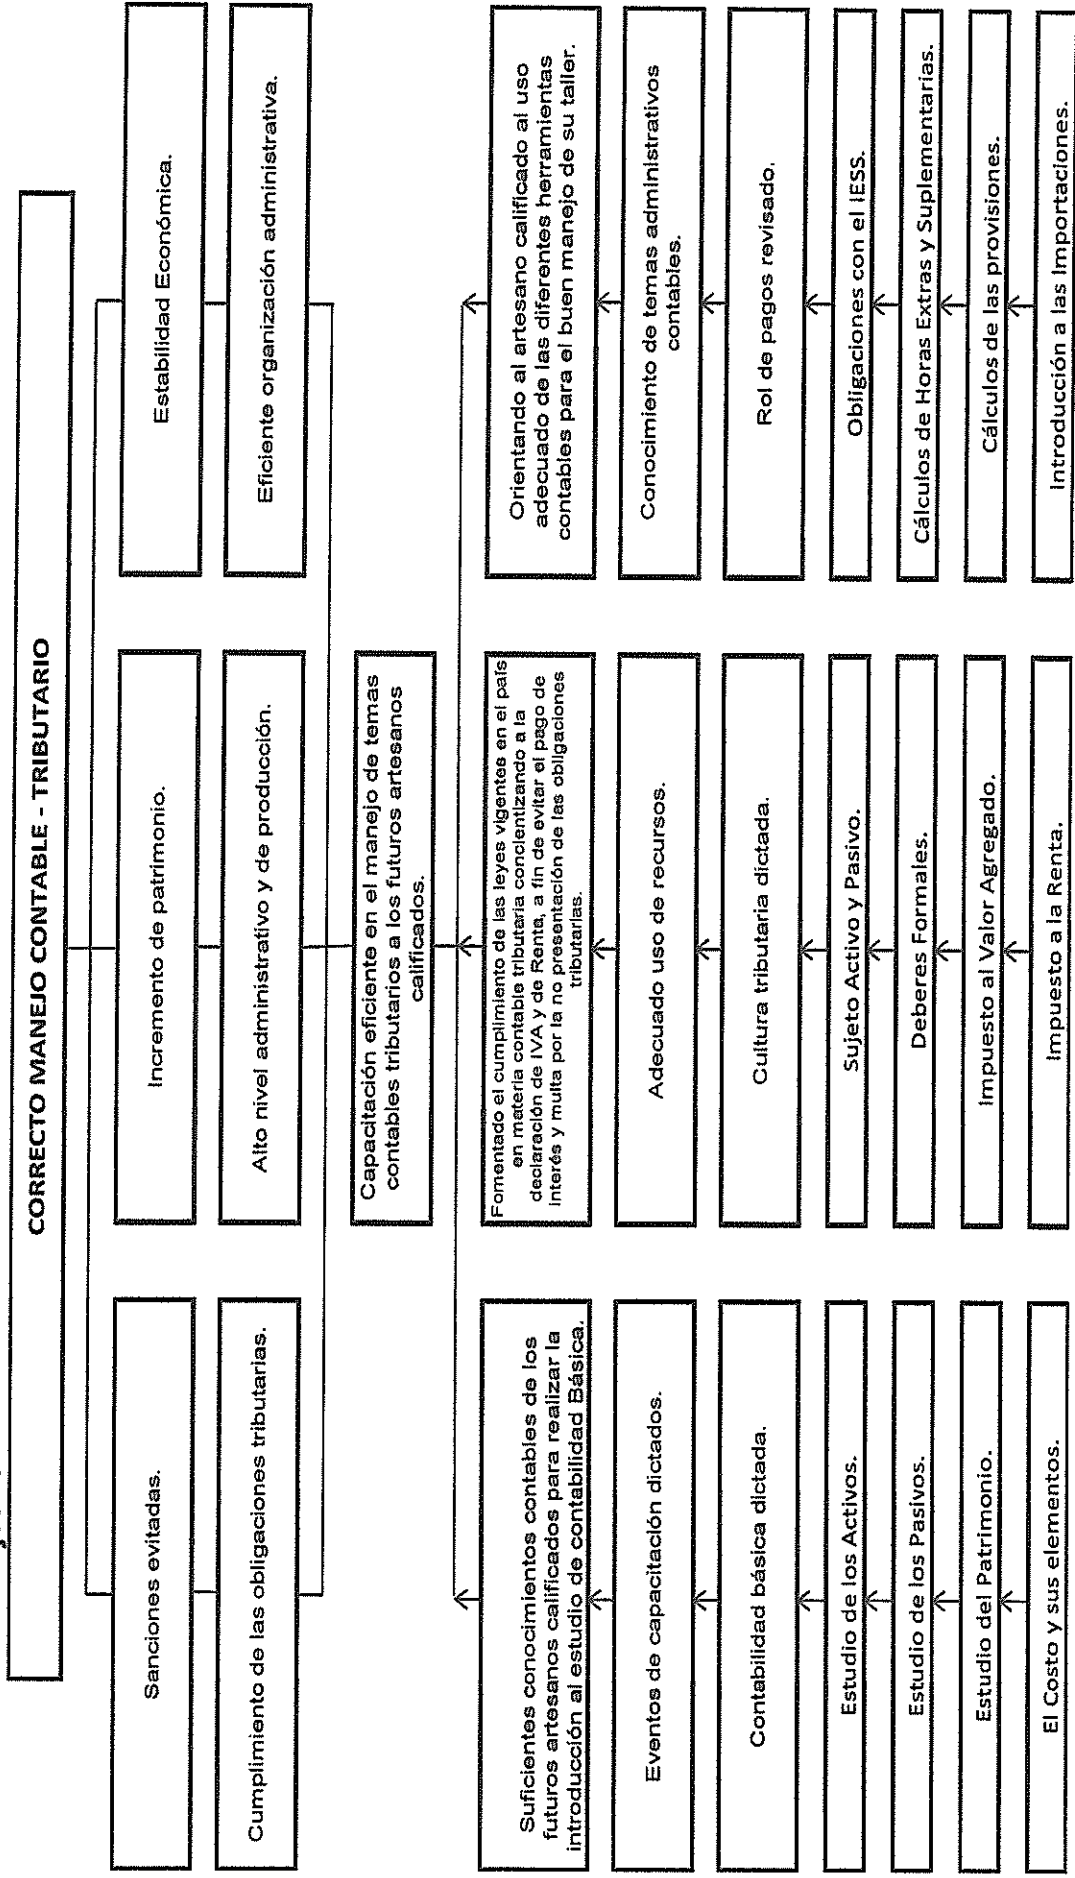 CORRECTO MANEJO CONTABLE - TRIBUTARIO
Sanciones evitadas.
Incremento de patrimonio.
Estabilidad Económica.
Cumplimiento de las obligaciones tributarias.
Alto nivel administrativo y de producción.
Eficiente organización administrativa.
Capacitación eficiente en el manejo de temas
contables tributarios a los futuros artesanos
calificados.
Suficientes conocimientos contables de los
futuros artesanos calificados para realizar la
introducción al estudio de contabilidad Básica.
Eventos de capacitación dictados.
Contabilidad básica dictada.
Estudio de los Activos.
Estudio de los Pasivos.
Estudio del Patrimonio.
El Costo y sus elementos.
Fomentado el cumplimiento de las leyes vigentes en el país
en materia contable tributaria concientizando a la
declaración de IVA y de Renta, a fin de evitar el pago de
interés y multa por la no presentación de las obligaciones
tributarias.
Adecuado uso de recursos.
Cultura tributaria dictada.
Sujeto Activo y Pasivo.
Deberes Formales.
Impuesto al Valor Agregado.
Impuesto a la Renta.
Orientando al artesano calificado al uso
adecuado de las diferentes herramientas
contables para el buen manejo de su taller.
Conocimiento de temas administrativos
contables.
Rol de pagos revisado.
Obligaciones con el IESS.
Cálculos de Horas Extras y Suplementarias.
Cálculos de las provisiones.
Introducción a las Importaciones.